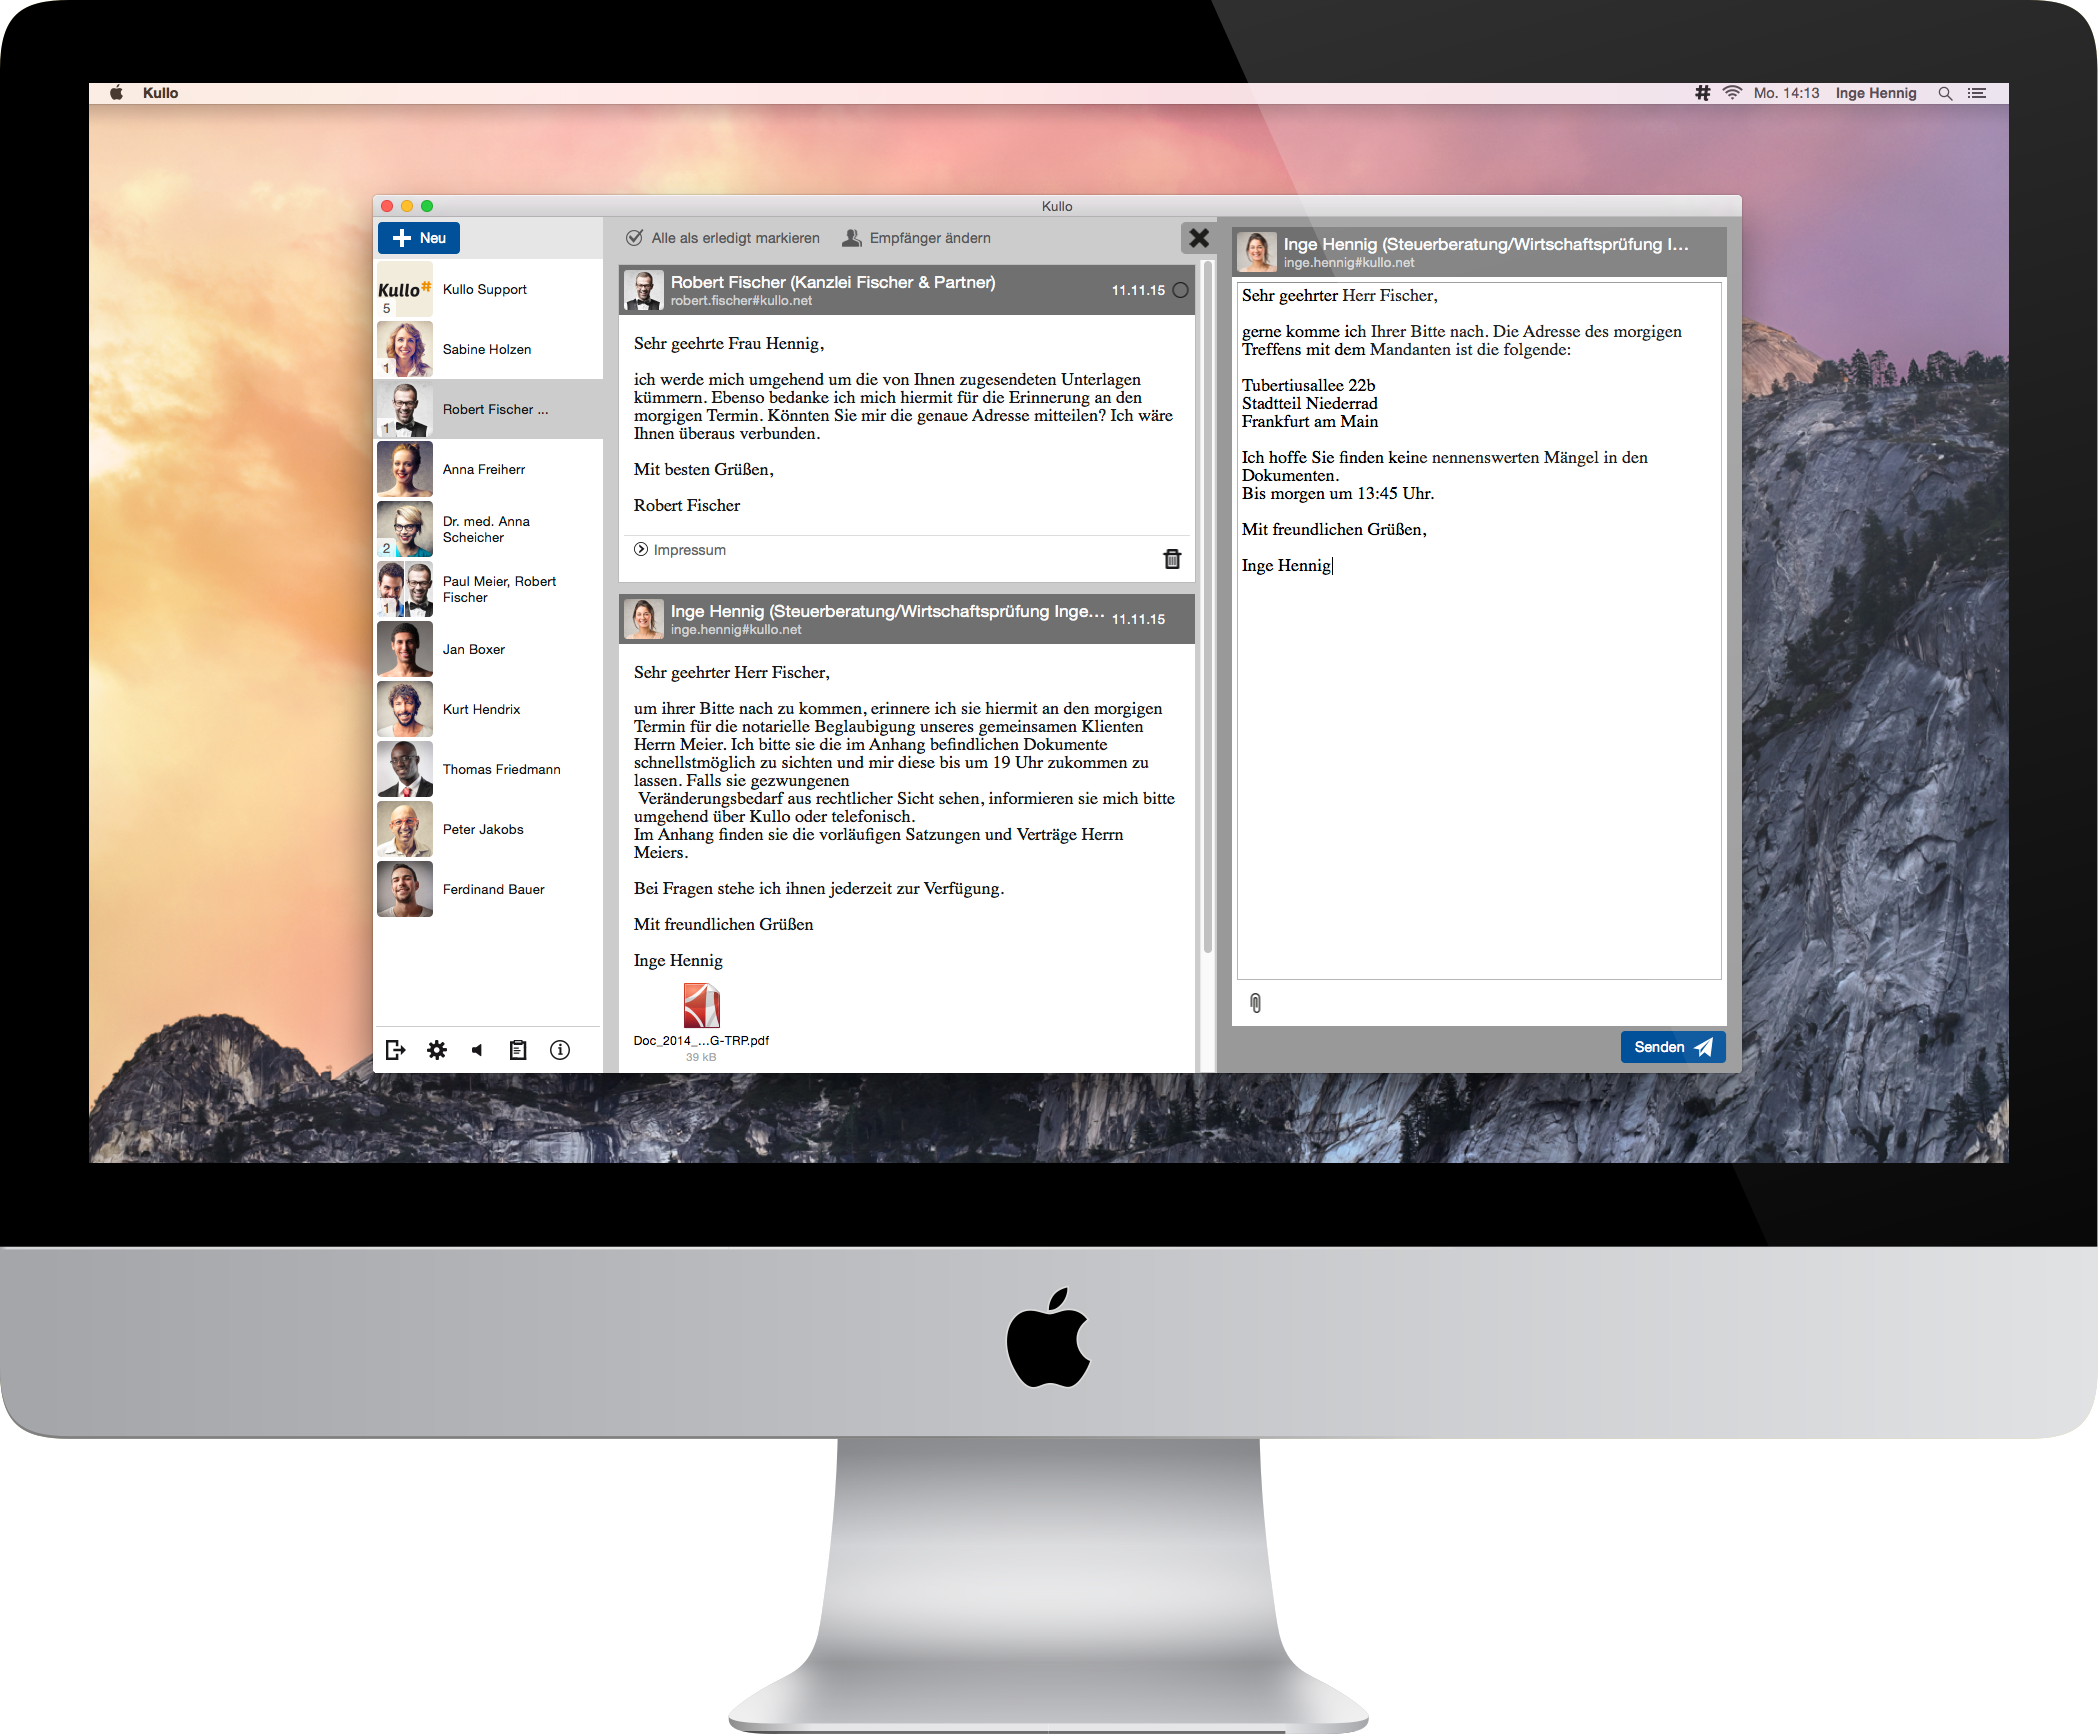 Kullo
Mo. 14:13 Inge Hennig
Kullo
Neu
Kullo#
5
Kullo Support
1
Sabine Holzen
1
Robert Fischer ...
Anna Freiherr
2
Dr. med. Anna
Scheicher
1
Paul Meier, Robert
Fischer
Jan Boxer
Kurt Hendrix
Thomas Friedmann
Peter Jakobs
Ferdinand Bauer
Alle als erledigt markieren
Empfänger ändern
Robert Fischer (Kanzlei Fischer & Partner)
robert.fischer#kullo.net
11.11.15
Sehr geehrte Frau Hennig,
ich werde mich umgehend um die von Ihnen zugesendeten Unterlagen
kümmern. Ebenso bedanke ich mich hiermit für die Erinnerung an den
morgigen Termin. Könnten Sie mir die genaue Adresse mitteilen? Ich wäre
Ihnen überaus verbunden.
Mit besten Grüßen,
Robert Fischer
Impressum
Inge Hennig (Steuerberatung/Wirtschaftsprüfung Inge...
inge.hennig#kullo.net
11.11.15
Sehr geehrter Herr Fischer,
um ihrer Bitte nach zu kommen, erinnere ich sie hiermit an den morgigen
Termin für die notarielle Beglaubigung unseres gemeinsamen Klienten
Herrn Meier. Ich bitte sie die im Anhang befindlichen Dokumente
schnellstmöglich zu sichten und mir diese bis um 19 Uhr zukommen zu
lassen. Falls sie gezwungenen
Veränderungsbedarf aus rechtlicher Sicht sehen, informieren sie mich bitte
umgehend über Kullo oder telefonisch.
Im Anhang finden sie die vorläufigen Satzungen und Verträge Herrn
Meiers.
Bei Fragen stehe ich ihnen jederzeit zur Verfügung.
Mit freundlichen Grüßen
Inge Hennig
Doc_2014_...G-TRP.pdf
39 kB
Inge Hennig (Steuerberatung/Wirtschaftsprüfung I...
inge.hennig#kullo.net
Sehr geehrter Herr Fischer,
gerne komme ich Ihrer Bitte nach. Die Adresse des morgigen
Treffens mit dem Mandanten ist die folgende:
Tubertiusallee 22b
Stadtteil Niederrad
Frankfurt am Main
Ich hoffe Sie finden keine nennenswerten Mängel in den
Dokumenten.
Bis morgen um 13:45 Uhr.
Mit freundlichen Grüßen,
Inge Hennig
Senden